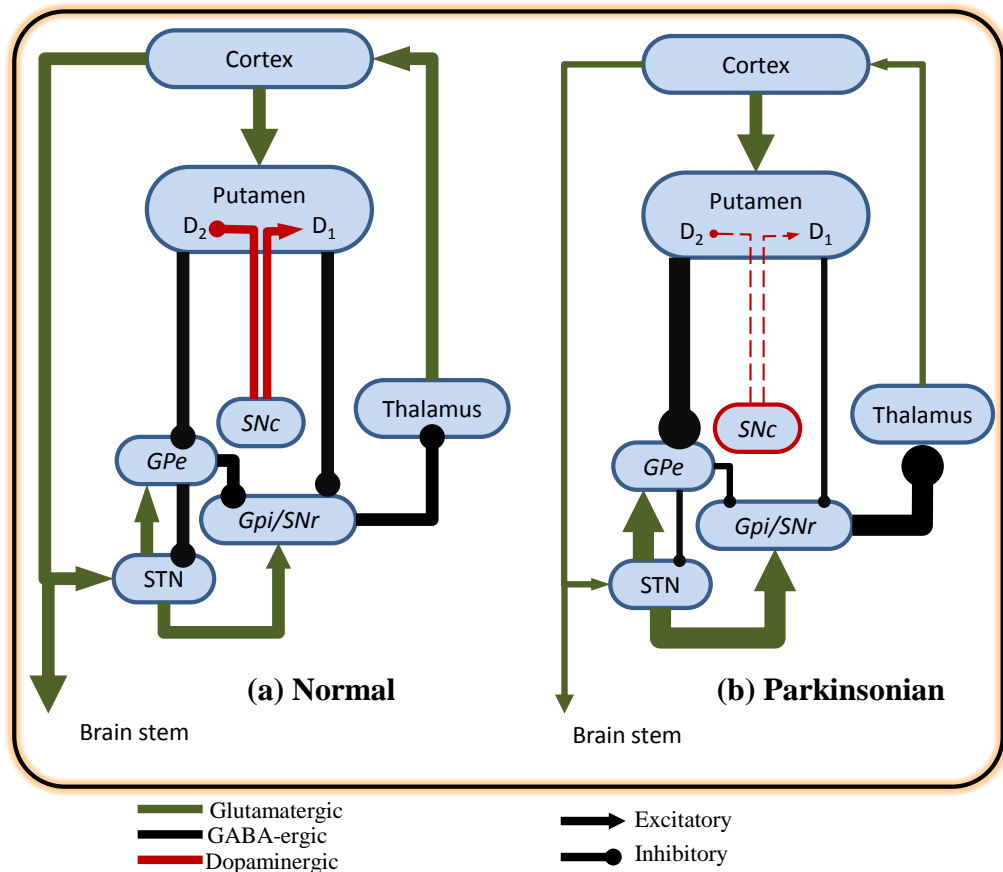 Cortex
Putamen
D2 D1
SNc
Thalamus
GPe
Gpi/SNr
STN
(a) Normal
Brain stem
Cortex
Putamen
D2 D1
SNc
Thalamus
GPe
Gpi/SNr
STN
(b) Parkinsonian
Brain stem
Glutamatergic
GABA-ergic
Dopaminergic
Excitatory
Inhibitory